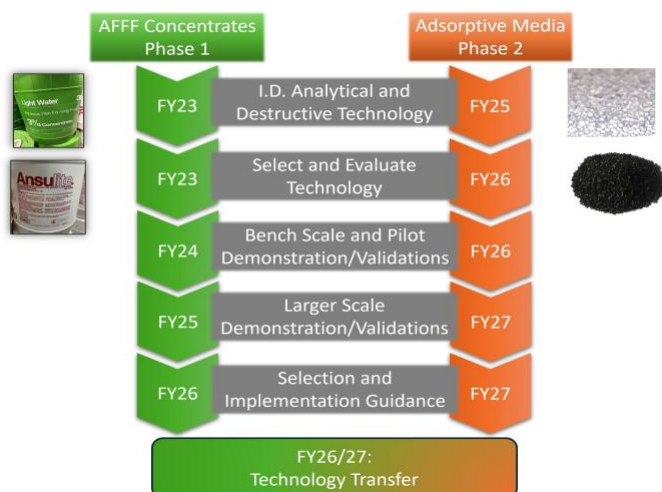 AFFF Concentrates
Phase 1
Adsorptive Media
Phase 2
FY23
I.D. Analytical and
Destructive Technology
FY25
FY23
Select and Evaluate
Technology
FY26
FY24
Bench Scale and Pilot
Demonstration/Validations
FY26
FY25
Larger Scale
Demonstration/Validations
FY27
FY26
Selection and
Implementation Guidance
FY27
FY26/27:
Technology Transfer
Light Water
Concentrate
Ansulite